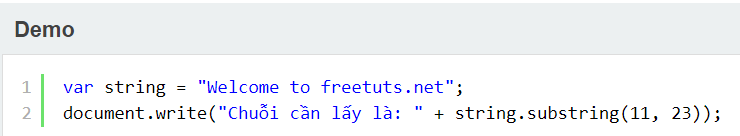 Demo
1 var string = "Welcome to freetuts.net";
2 document.write("Chuỗi cần lấy là: " + string.substring(11, 23));